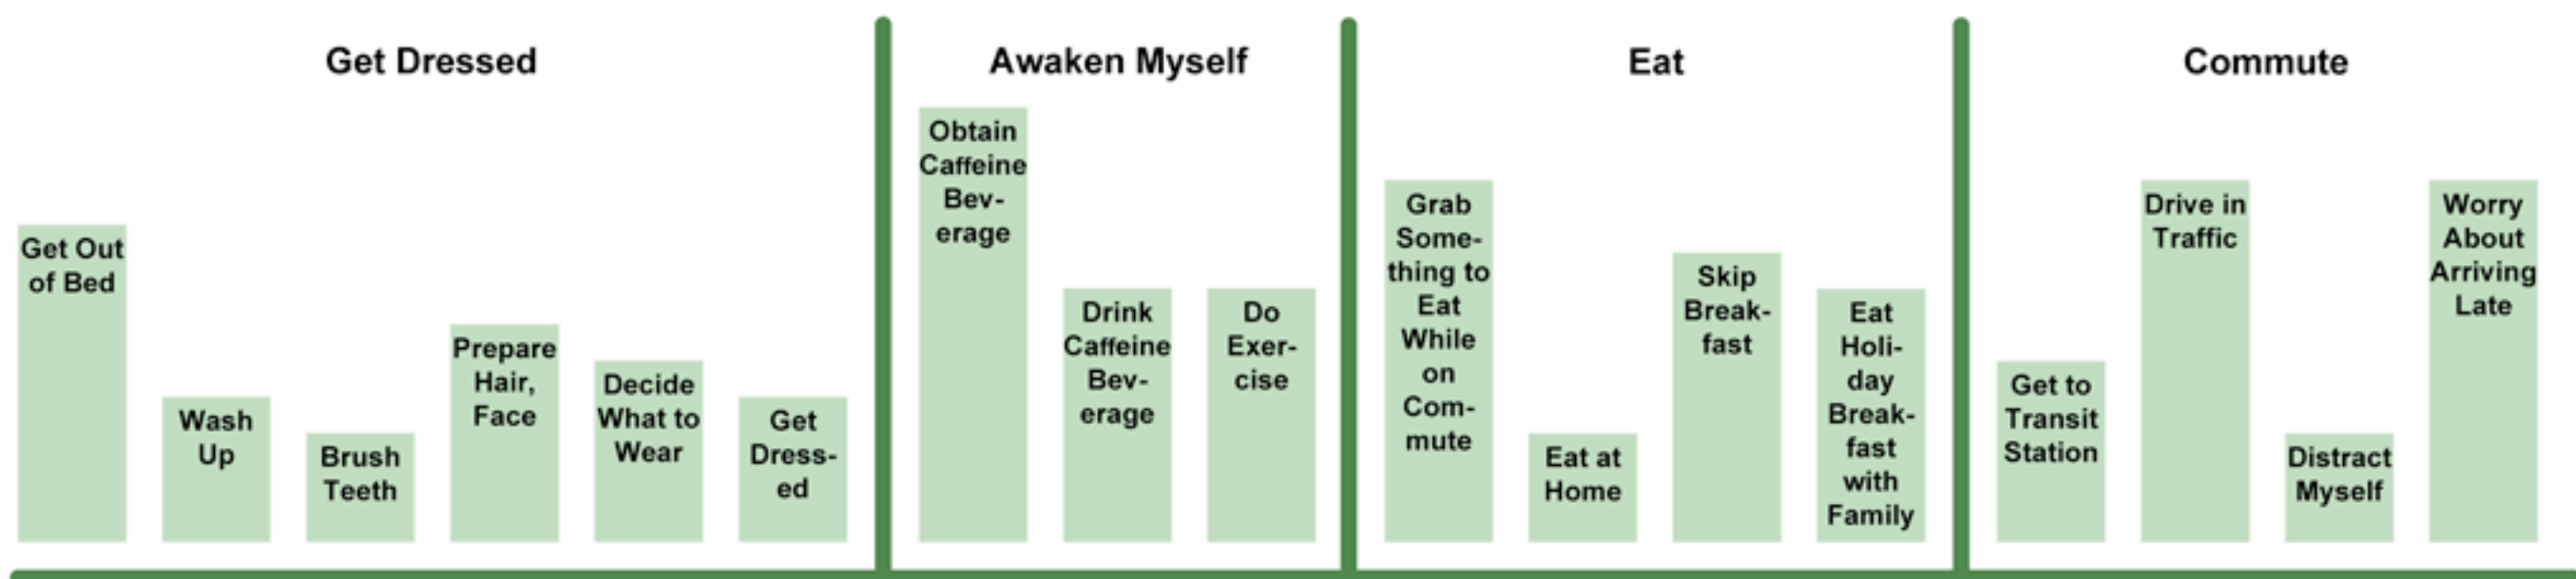 Get Dressed
Get Out
of Bed
Wash
Up
Brush
Teeth
Prepare
Hair,
Face
Decide
What to
Wear
Get
Dress-
ed
Awaken Myself
Obtain
Caffeine
Bev-
erage
Drink
Caffeine
Bev-
erage
Do
Exer-
cise
Eat
Grab
Some-
thing to
Eat
While
on
Com-
mute
Eat at
Home
Skip
Break-
fast
Eat
Holi-
day
Break-
fast
with
Family
Commute
Get to
Transit
Station
Drive in
Traffic
Distract
Myself
Worry
About
Arriving
Late